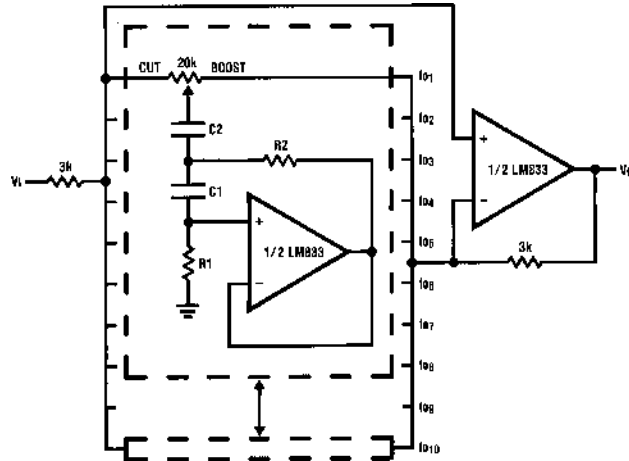 CUT
20k
BOOST
fo1
C2
fo2
R2
fo3
+
1/2 LM833
Vo
3k
Vi
C1
fo4
−
+
1/2 LM833
fo5
3k
R1
−
fo6
fo7
fo8
fo9
fo10